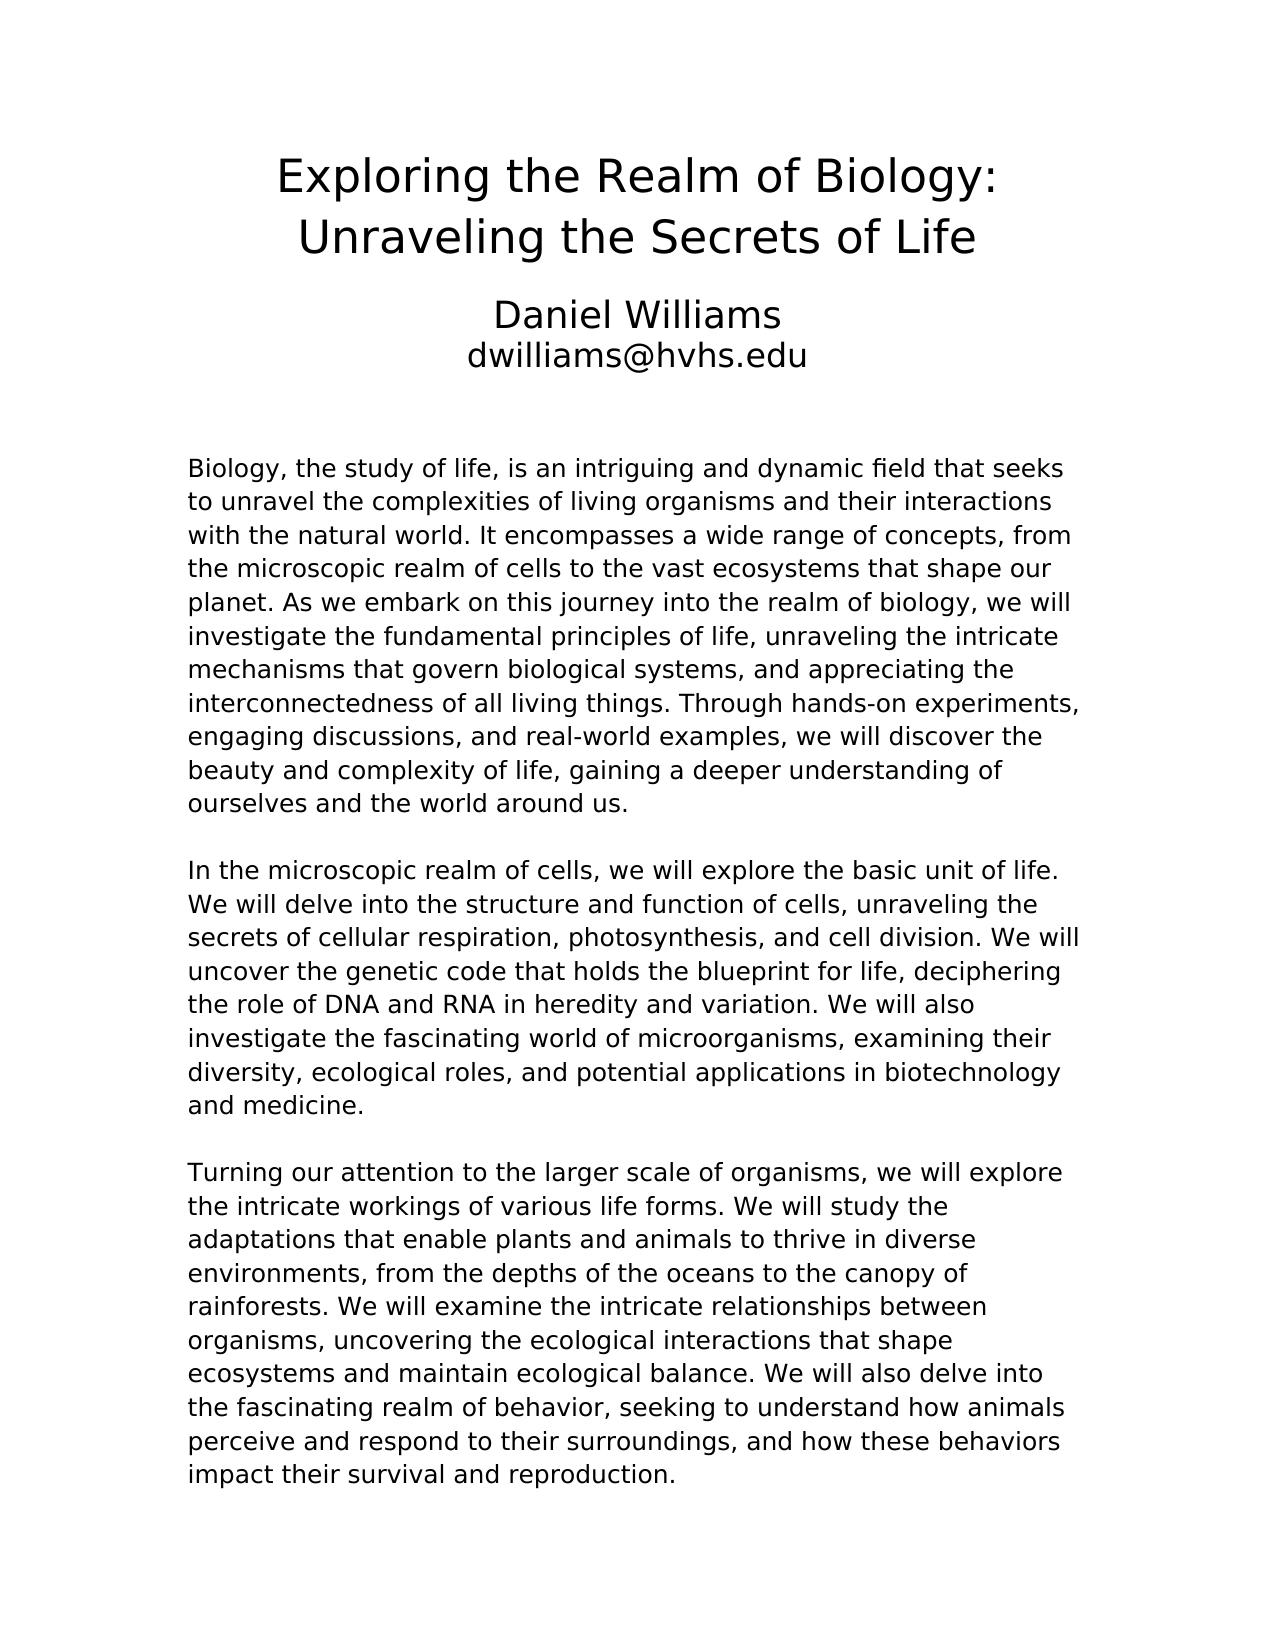 Exploring the Realm of Biology:
Unraveling the Secrets of Life
Daniel Williams
dwilliams@hvhs.edu
Biology, the study of life, is an intriguing and dynamic field that seeks
to unravel the complexities of living organisms and their interactions
with the natural world. It encompasses a wide range of concepts, from
the microscopic realm of cells to the vast ecosystems that shape our
planet. As we embark on this journey into the realm of biology, we will
investigate the fundamental principles of life, unraveling the intricate
mechanisms that govern biological systems, and appreciating the
interconnectedness of all living things. Through hands-on experiments,
engaging discussions, and real-world examples, we will discover the
beauty and complexity of life, gaining a deeper understanding of
ourselves and the world around us.
In the microscopic realm of cells, we will explore the basic unit of life.
We will delve into the structure and function of cells, unraveling the
secrets of cellular respiration, photosynthesis, and cell division. We will
uncover the genetic code that holds the blueprint for life, deciphering
the role of DNA and RNA in heredity and variation. We will also
investigate the fascinating world of microorganisms, examining their
diversity, ecological roles, and potential applications in biotechnology
and medicine.
Turning our attention to the larger scale of organisms, we will explore
the intricate workings of various life forms. We will study the
adaptations that enable plants and animals to thrive in diverse
environments, from the depths of the oceans to the canopy of
rainforests. We will examine the intricate relationships between
organisms, uncovering the ecological interactions that shape
ecosystems and maintain ecological balance. We will also delve into
the fascinating realm of behavior, seeking to understand how animals
perceive and respond to their surroundings, and how these behaviors
impact their survival and reproduction.